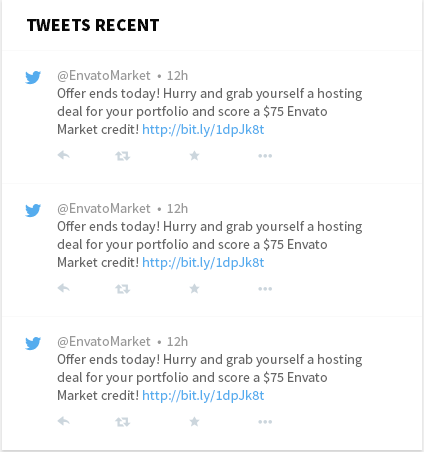 TWEETS RECENT
@EnvatoMarket • 12h
Offer ends today! Hurry and grab yourself a hosting
deal for your portfolio and score a $75 Envato
Market credit! http://bit.ly/1dpJk8t
@EnvatoMarket • 12h
Offer ends today! Hurry and grab yourself a hosting
deal for your portfolio and score a $75 Envato
Market credit! http://bit.ly/1dpJk8t
@EnvatoMarket • 12h
Offer ends today! Hurry and grab yourself a hosting
deal for your portfolio and score a $75 Envato
Market credit! http://bit.ly/1dpJk8t